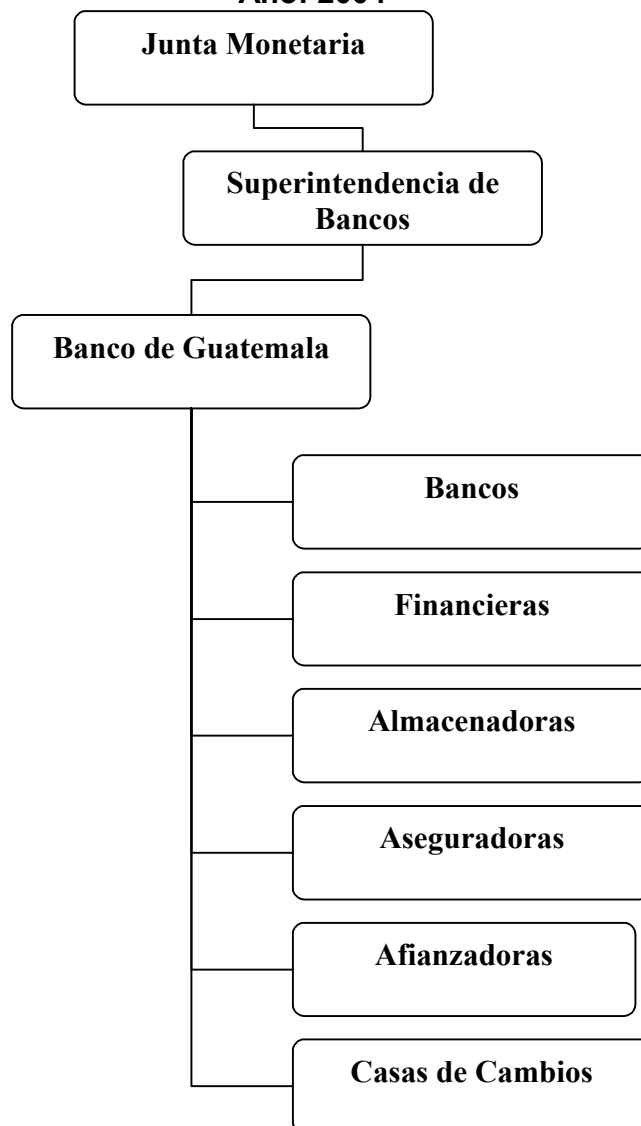 Junta Monetaria
Superintendencia de
Bancos
Banco de Guatemala
Bancos
Financieras
Almacenadoras
Aseguradoras
Afianzadoras
Casas de Cambios